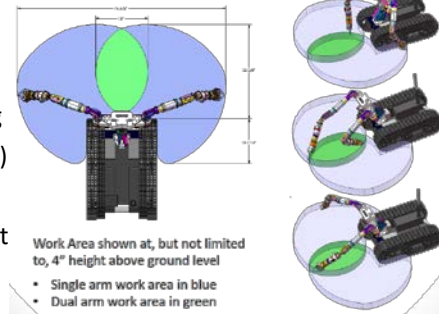 g
)
t
Work Area shown at, but not limited
to, 4" height above ground level
• Single arm work area in blue
• Dual arm work area in green